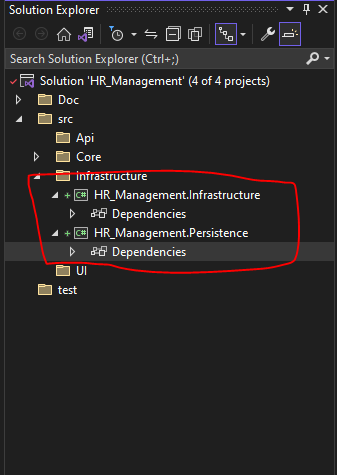 Solution Explorer
Search Solution Explorer (Ctrl+;)
Solution 'HR_Management' (4 of 4 projects)
Doc
src
Api
Core
Infrastructure
C# HR_Management.Infrastructure
Dependencies
C# HR_Management.Persistence
Dependencies
UI
test